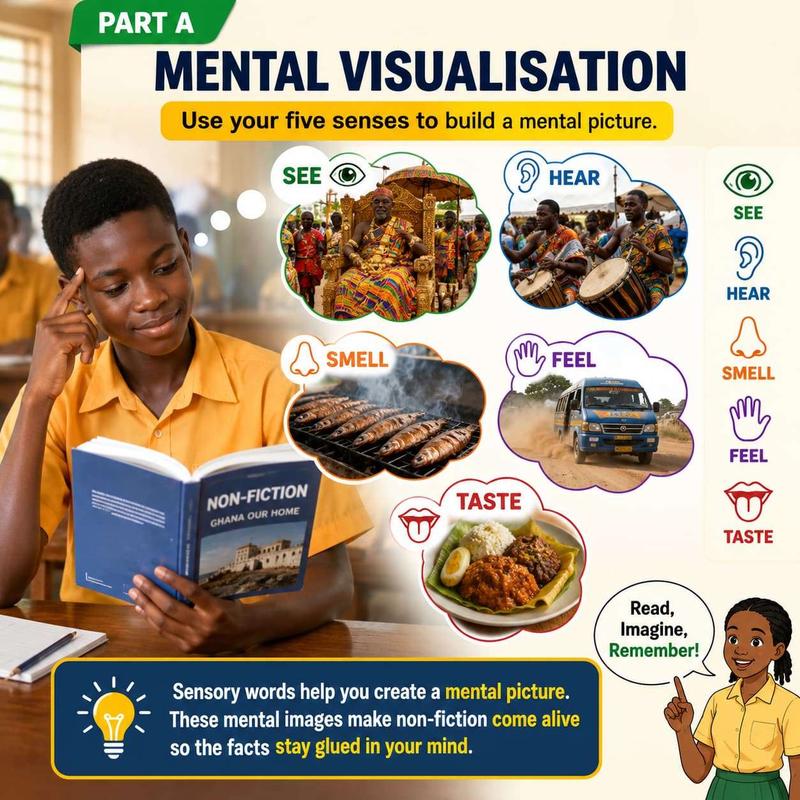 PART A
MENTAL VISUALISATION
Use your five senses to build a mental picture.
SEE
HEAR
SMELL
FEEL
TASTE
SEE
HEAR
SMELL
FEEL
TASTE
NON-FICTION
GHANA OUR HOME
Read,
Imagine,
Remember!
Sensory words help you create a mental picture.
These mental images make non-fiction come alive
so the facts stay glued in your mind.